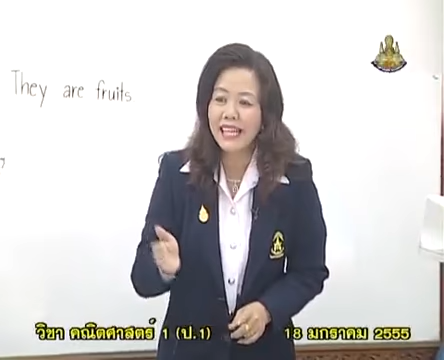 They are fruits
วิชา คณิตศาสตร์ 1 (ป.1) 18 มกราคม 2555